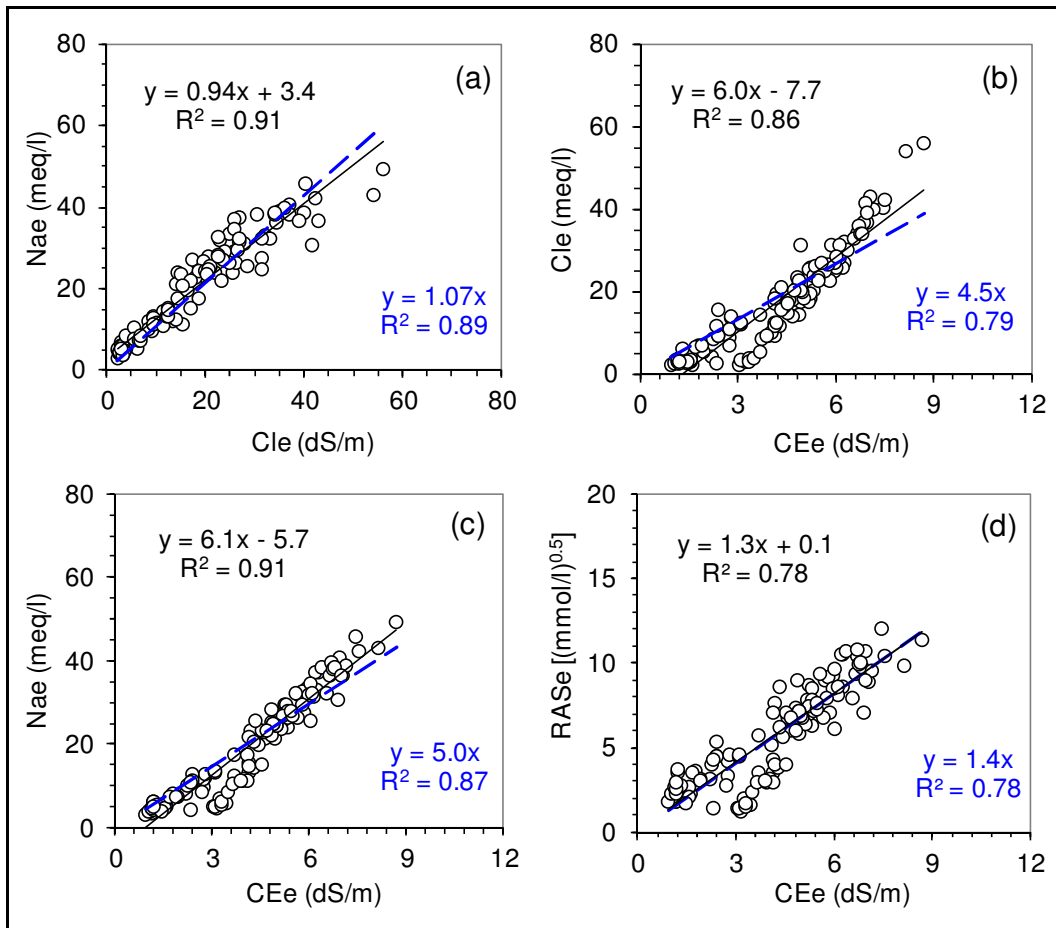 80
60
40
20
0
Nae (meq/l)
y = 0.94x + 3.4
R² = 0.91
(a)
y = 1.07x
R² = 0.89
0 20 40 60 80
Cle (dS/m)
80
60
40
20
0
Cle (meq/l)
y = 6.0x - 7.7
R² = 0.86
(b)
y = 4.5x
R² = 0.79
0 3 6 9 12
CEe (dS/m)
80
60
40
20
0
Nae (meq/l)
y = 6.1x - 5.7
R² = 0.91
(c)
y = 5.0x
R² = 0.87
0 3 6 9 12
CEe (dS/m)
20
15
10
5
0
RASe [(mmol/l)^0.5]
y = 1.3x + 0.1
R² = 0.78
(d)
y = 1.4x
R² = 0.78
0 3 6 9 12
CEe (dS/m)